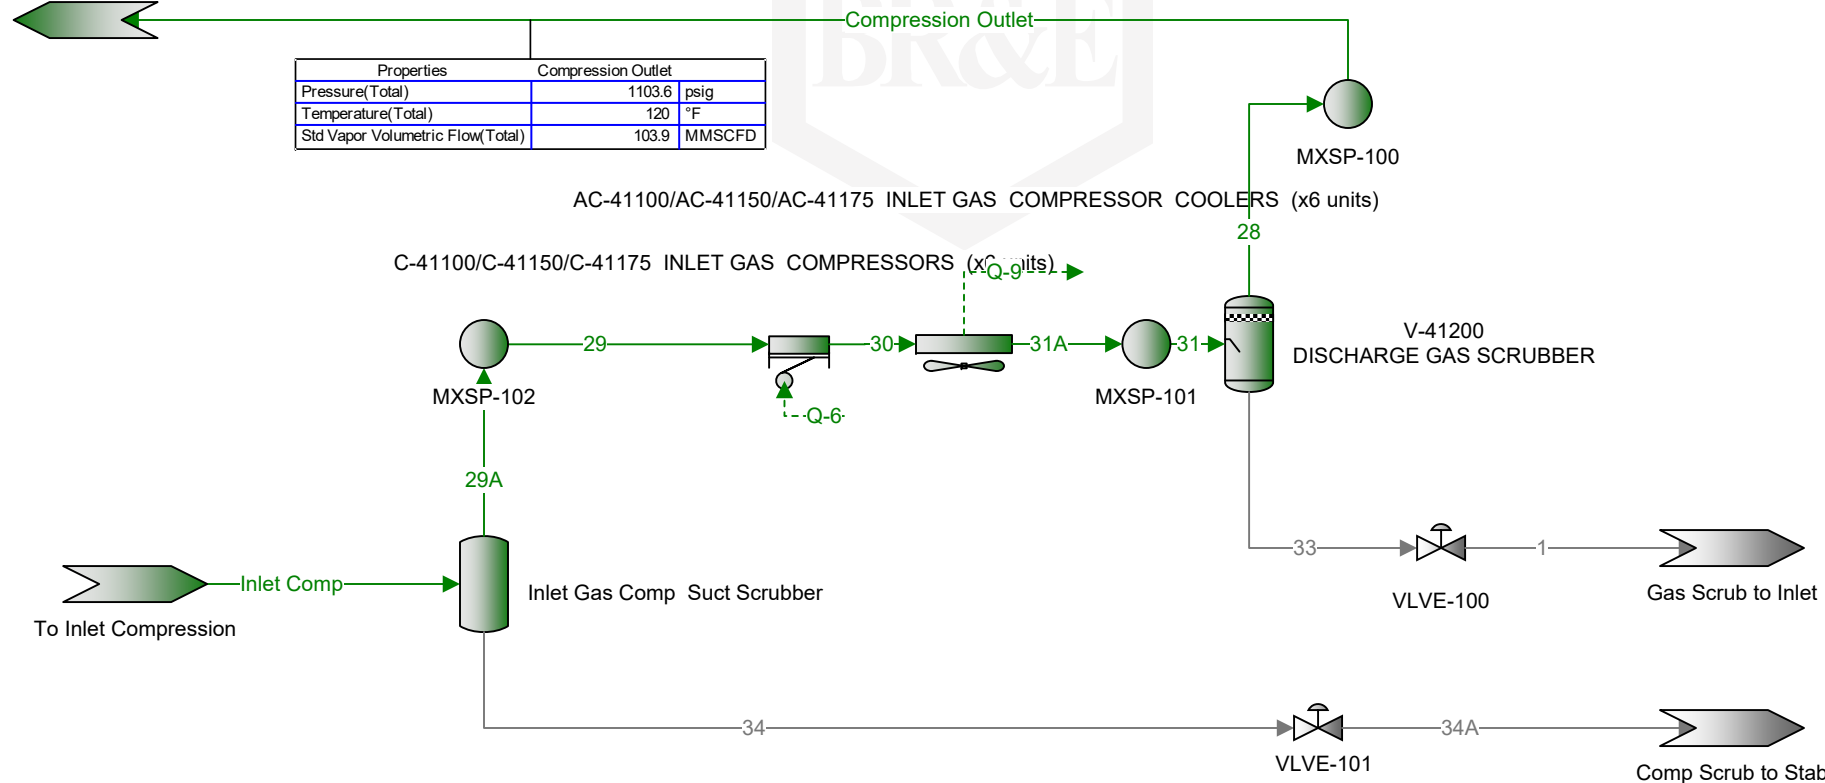 BR&E
Compression Outlet
Properties Compression Outlet
Pressure(Total) 1103.6 psig
Temperature(Total) 120 °F
Std Vapor Volumetric Flow(Total) 103.9 MMSCFD
MXSP-100
AC-41100/AC-41150/AC-41175 INLET GAS COMPRESSOR COOLERS (x6 units)
28
C-41100/C-41150/C-41175 INLET GAS COMPRESSORS
Q-9
29
30
31A
31
V-41200
DISCHARGE GAS SCRUBBER
MXSP-102
MXSP-101
Q-6
29A
33
1
Inlet Comp
Inlet Gas Comp Suct Scrubber
VLVE-100
Gas Scrub to Inlet
To Inlet Compression
34
34A
VLVE-101
Comp Scrub to Stab